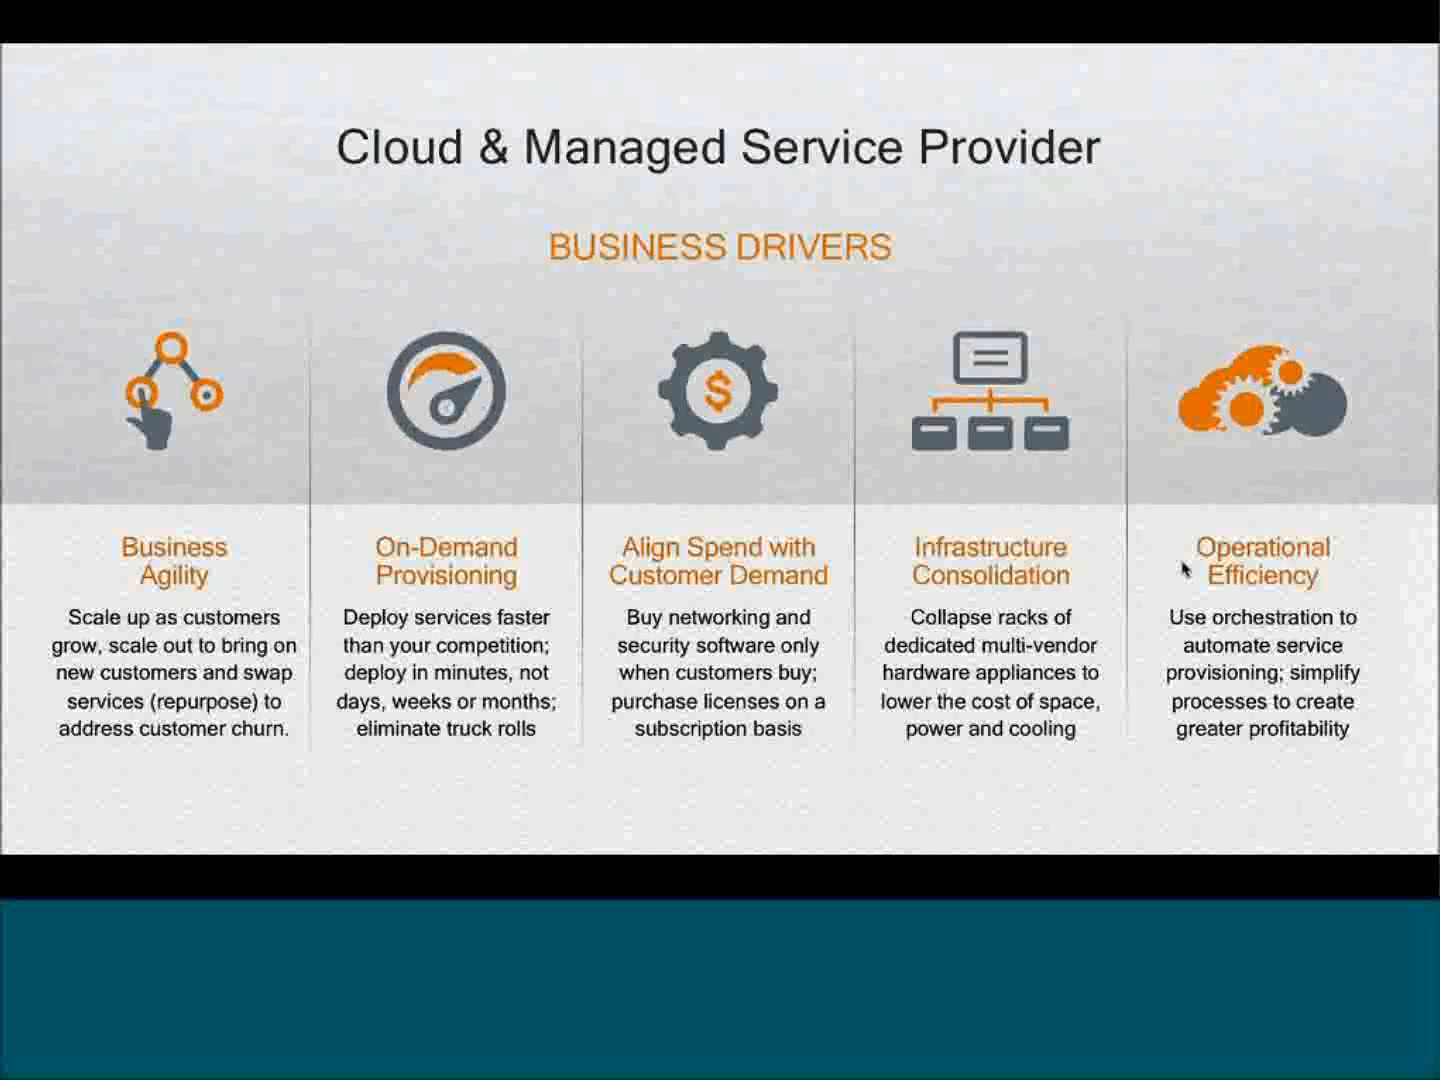 Cloud & Managed Service Provider
BUSINESS DRIVERS
$
Business
Agility
Scale up as customers
grow, scale out to bring on
new customers and swap
services (repurpose) to
address customer churn.
On-Demand
Provisioning
Deploy services faster
than your competition;
deploy in minutes, not
days, weeks or months;
eliminate truck rolls
Align Spend with
Customer Demand
Buy networking and
security software only
when customers buy;
purchase licenses on a
subscription basis
Infrastructure
Consolidation
Collapse racks of
dedicated multi-vendor
hardware appliances to
lower the cost of space,
power and cooling
Operational
Efficiency
Use orchestration to
automate service
provisioning; simplify
processes to create
greater profitability